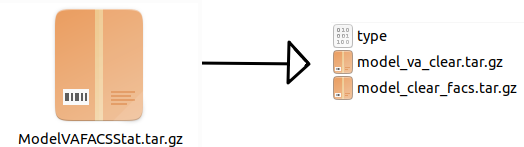 ModelVAFACSStat.tar.gz
type
model_va_clear.tar.gz
model_clear_facs.tar.gz